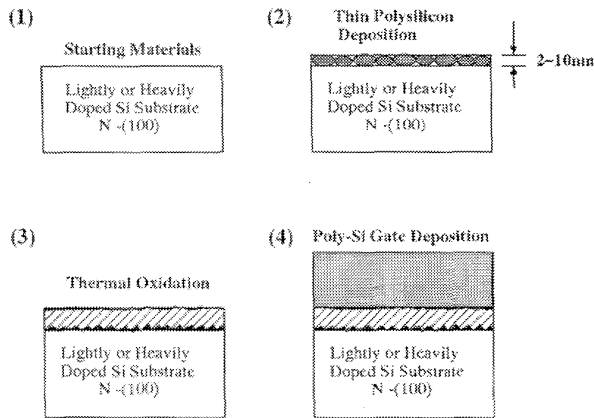 (1)
Starting Materials
Lightly or Heavily
Doped Si Substrate
N -(100)
(2)
Thin Polysilicon
Deposition
2~10nm
Lightly or Heavily
Doped Si Substrate
N -(100)
(3)
Thermal Oxidation
Lightly or Heavily
Doped Si Substrate
N -(100)
(4)
Poly-Si Gate Deposition
Lightly or Heavily
Doped Si Substrate
N -(100)